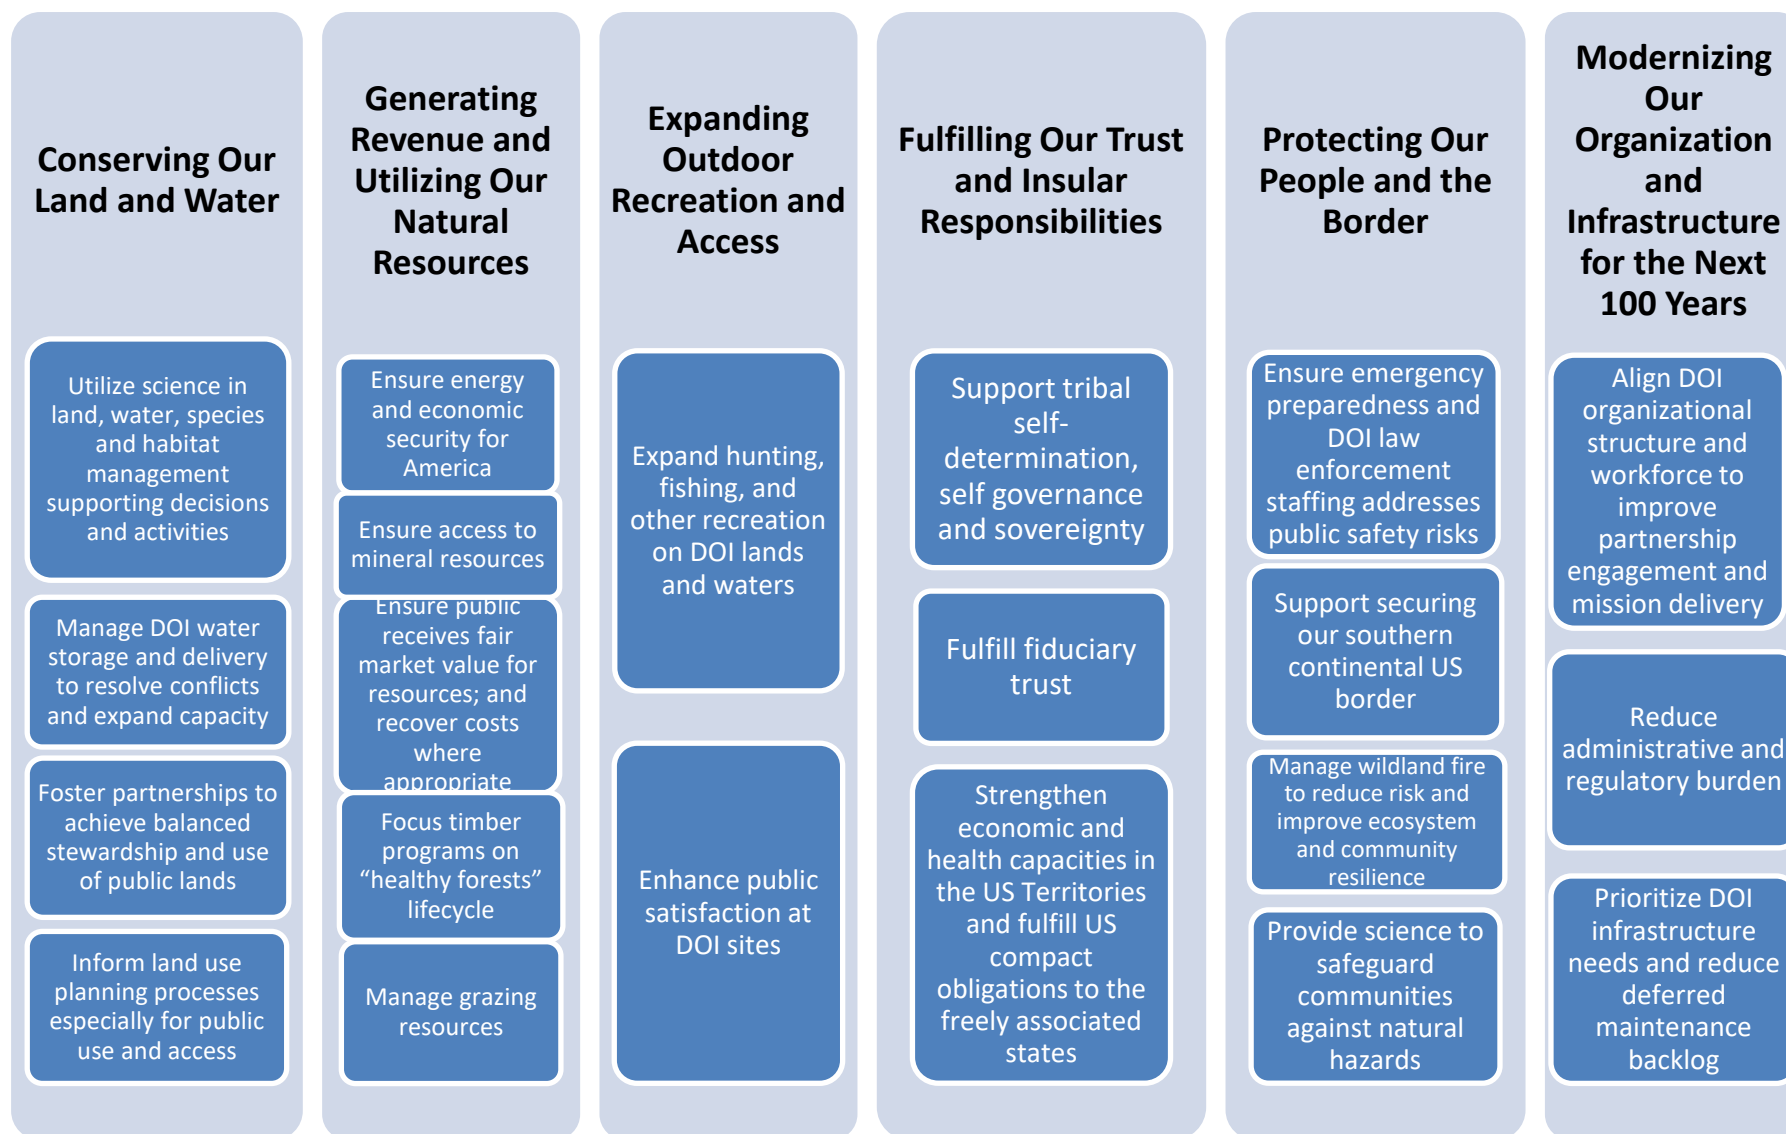 Conserving Our
Land and Water
Utilize science in
land, water, species
and habitat
management
supporting decisions
and activities
Manage DOI water
storage and delivery
to resolve conflicts
and expand capacity
Foster partnerships to
achieve balanced
stewardship and use
of public lands
Inform land use
planning processes
especially for public
use and access
Generating
Revenue and
Utilizing Our
Natural
Resources
Ensure energy
and economic
security for
America
Ensure access to
mineral resources
Ensure public
receives fair
market value for
resources; and
recover costs
where
appropriate
Focus timber
programs on
“healthy forests”
lifecycle
Manage grazing
resources
Expanding
Outdoor
Recreation and
Access
Expand hunting,
fishing, and
other recreation
on DOI lands
and waters
Enhance public
satisfaction at
DOI sites
Fulfilling Our Trust
and Insular
Responsibilities
Support tribal
self-
determination,
self governance
and sovereignty
Fulfill fiduciary
trust
Strengthen
economic and
health capacities in
the US Territories
and fulfill US
compact
obligations to the
freely associated
states
Protecting Our
People and the
Border
Ensure emergency
preparedness and
DOI law
enforcement
staffing addresses
public safety risks
Support securing
our southern
continental US
border
Manage wildland fire
to reduce risk and
improve ecosystem
and community
resilience
Provide science to
safeguard
communities
against natural
hazards
Modernizing
Our
Organization
and
Infrastructure
for the Next
100 Years
Align DOI
organizational
structure and
workforce to
improve
partnership
engagement and
mission delivery
Reduce
administrative and
regulatory burden
Prioritize DOI
infrastructure
needs and reduce
deferred
maintenance
backlog